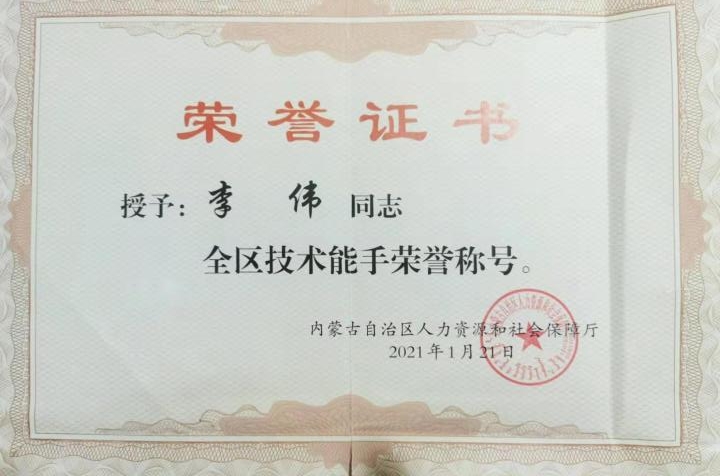 荣誉证书
授予：李伟 同志
全区技术能手荣誉称号。
内蒙古自治区人力资源和社会保障厅
2021年1月21日